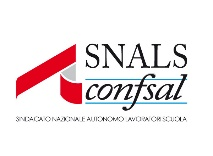 SNALS
confsal
SINDACATO NAZIONALE AUTONOMO LAVORATORI SCUOLA